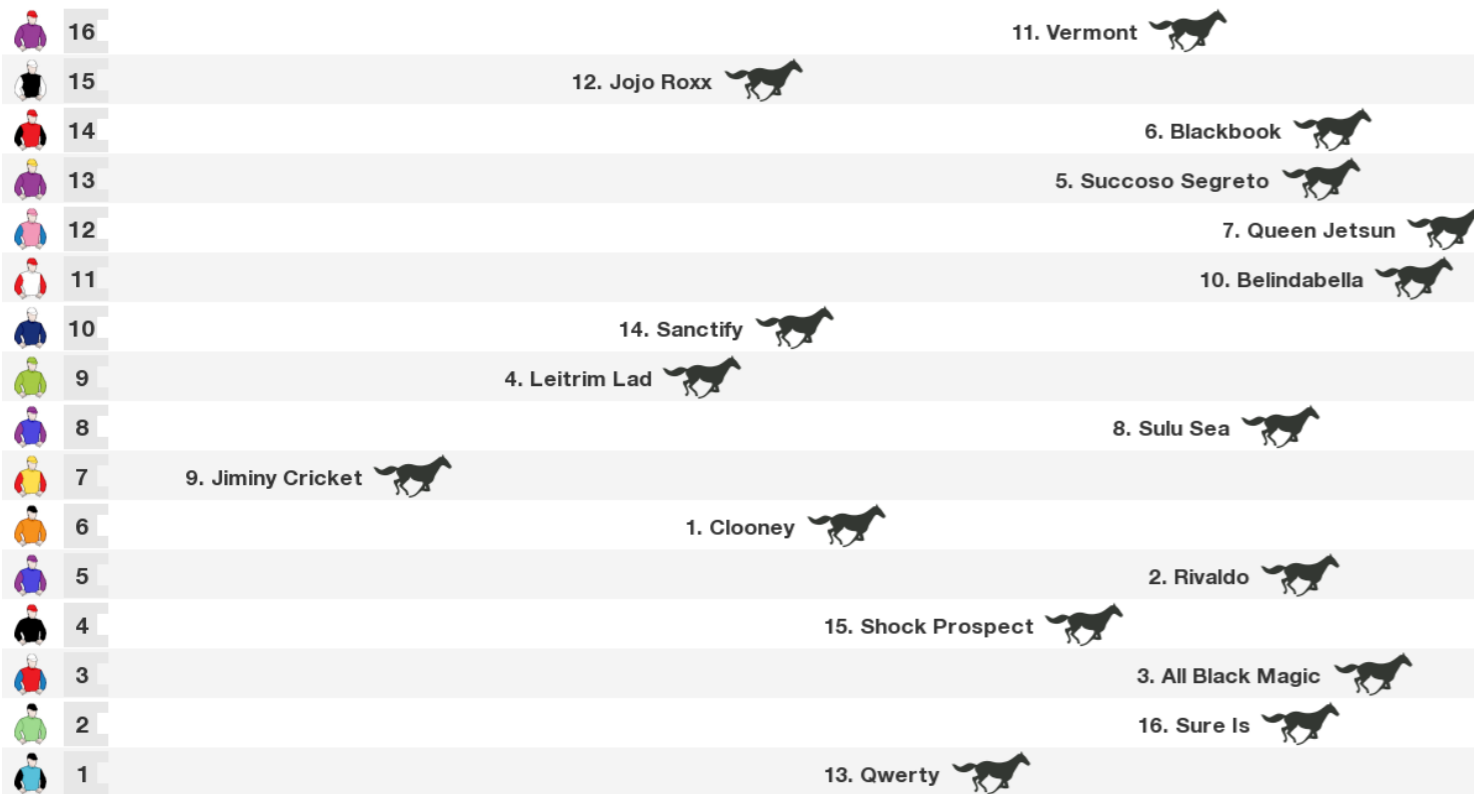 16 11. Vermont
15 12. Jojo Roxx
14 6. Blackbook
13 5. Succoso Segreto
12 7. Queen Jetsun
11 10. Belindabella
10 14. Sanctify
9 4. Leitrim Lad
8 8. Sulu Sea
7 9. Jiminy Cricket
6 1. Clooney
5 2. Rivaldo
4 15. Shock Prospect
3 3. All Black Magic
2 16. Sure Is
1 13. Qwerty